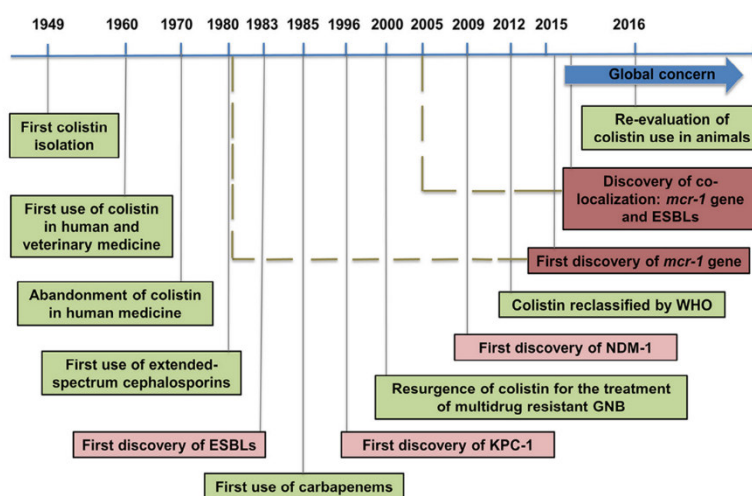 1949 1960 1970 1980 1983 1985 1996 2000 2005 2009 2012 2015 2016
Global concern
First colistin
isolation
Re-evaluation of
colistin use in animals
Discovery of co-
localization: mcr-1 gene
and ESBLs
First use of colistin
in human and
veterinary medicine
First discovery of mcr-1 gene
Abandonment of colistin
in human medicine
Colistin reclassified by WHO
First discovery of NDM-1
First use of extended-
spectrum cephalosporins
Resurgence of colistin for the treatment
of multidrug resistant GNB
First discovery of ESBLs
First discovery of KPC-1
First use of carbapenems